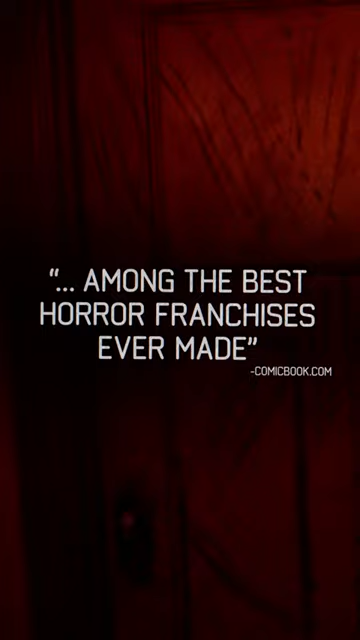 “... AMONG THE BEST
HORROR FRANCHISES
EVER MADE”
-COMICBOOK.COM